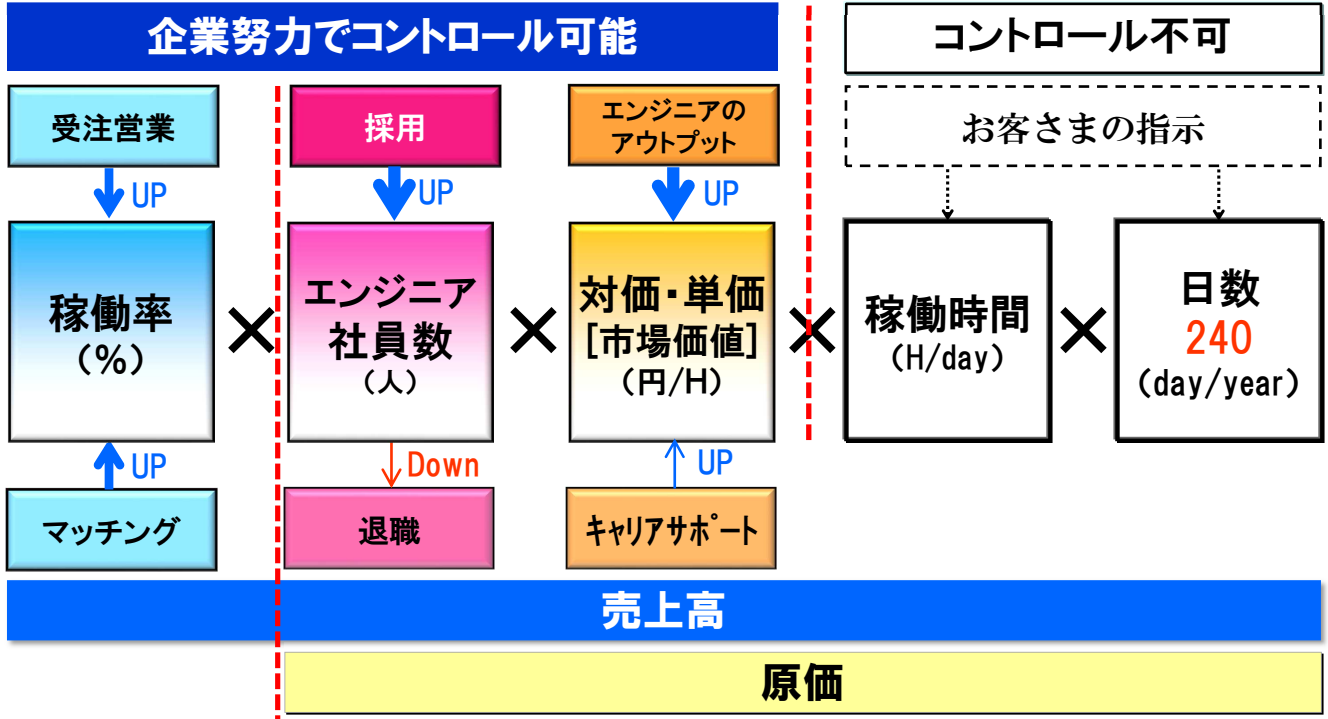 企業努力でコントロール可能
コントロール不可
受注営業
採用
エンジニアの
アウトプット
お客さまの指示
UP
UP
UP
稼働率
(%)
×
エンジニア
社員数
(人)
×
対価・単価
[市場価値]
(円/H)
×
稼働時間
(H/day)
×
日数
240
(day/year)
UP
Down
UP
マッチング
退職
キャリアサポート
売上高
原価